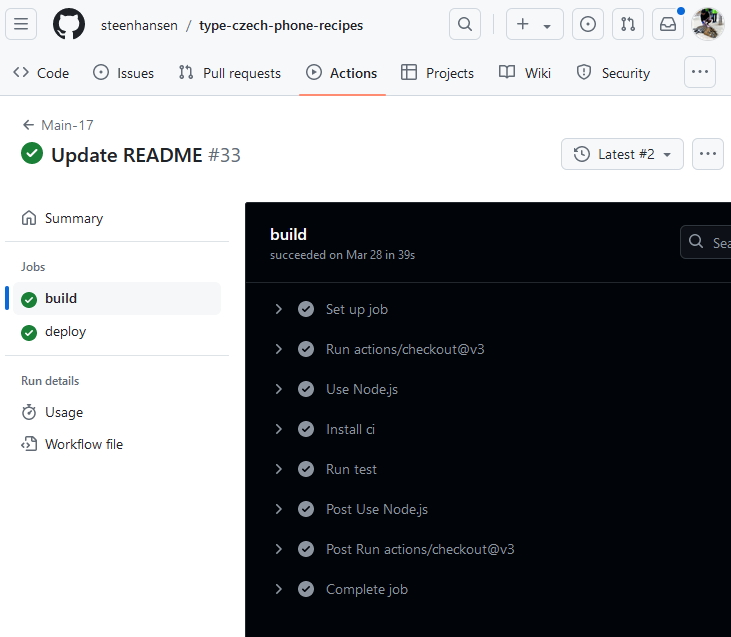 steenhansen / type-czech-phone-recipes
Code Issues Pull requests Actions Projects Wiki Security
Main-17
Update README #33
Latest #2
Summary
Jobs
build
deploy
Run details
Usage
Workflow file
build
succeeded on Mar 28 in 39s
Sea
Set up job
Run actions/checkout@v3
Use Node.js
Install ci
Run test
Post Use Node.js
Post Run actions/checkout@v3
Complete job